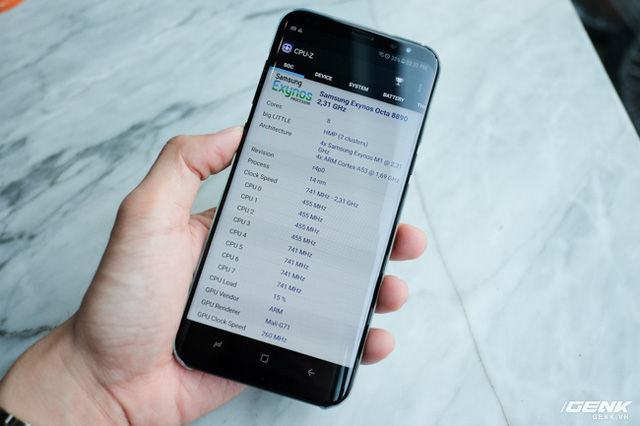 CPU-Z
SOC DEVICE SYSTEM BATTERY
Samsung
Exynos
Samsung Exynos Octa 8890
2,31 GHz
Cores 8
big.LITTLE HMP (2 clusters)
Architecture 4x Samsung Exynos M1 @ 2,31
GHz
4x ARM Cortex-A53 @ 1,69 GHz
Revision r4p0
Process 14 nm
Clock Speed 741 MHz - 2,31 GHz
CPU 0 455 MHz
CPU 1 455 MHz
CPU 2 455 MHz
CPU 3 455 MHz
CPU 4 741 MHz
CPU 5 741 MHz
CPU 6 741 MHz
CPU 7 741 MHz
CPU Load 15 %
GPU Vendor ARM
GPU Renderer Mali-G71
GPU Clock Speed 260 MHz
GENK
GENK.VN